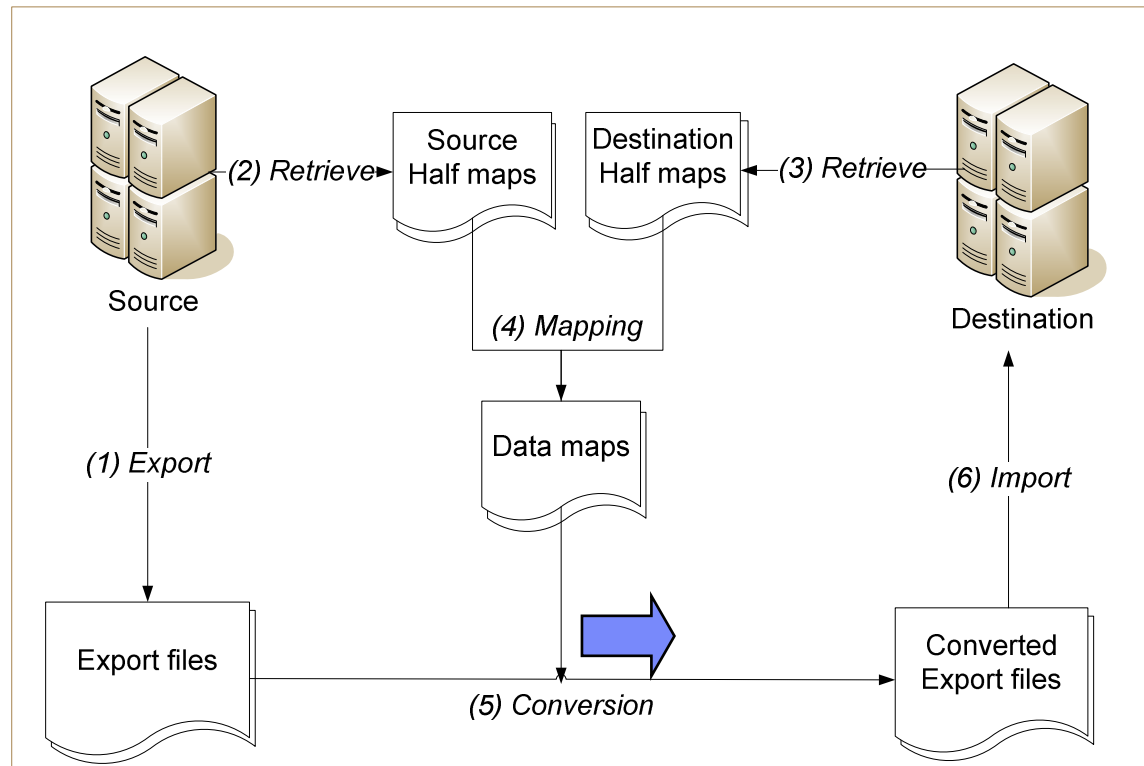 Source
Half maps
Destination
Half maps
(2) Retrieve
(3) Retrieve
Source
Destination
(4) Mapping
Data maps
(1) Export
(6) Import
Export files
Converted
Export files
(5) Conversion